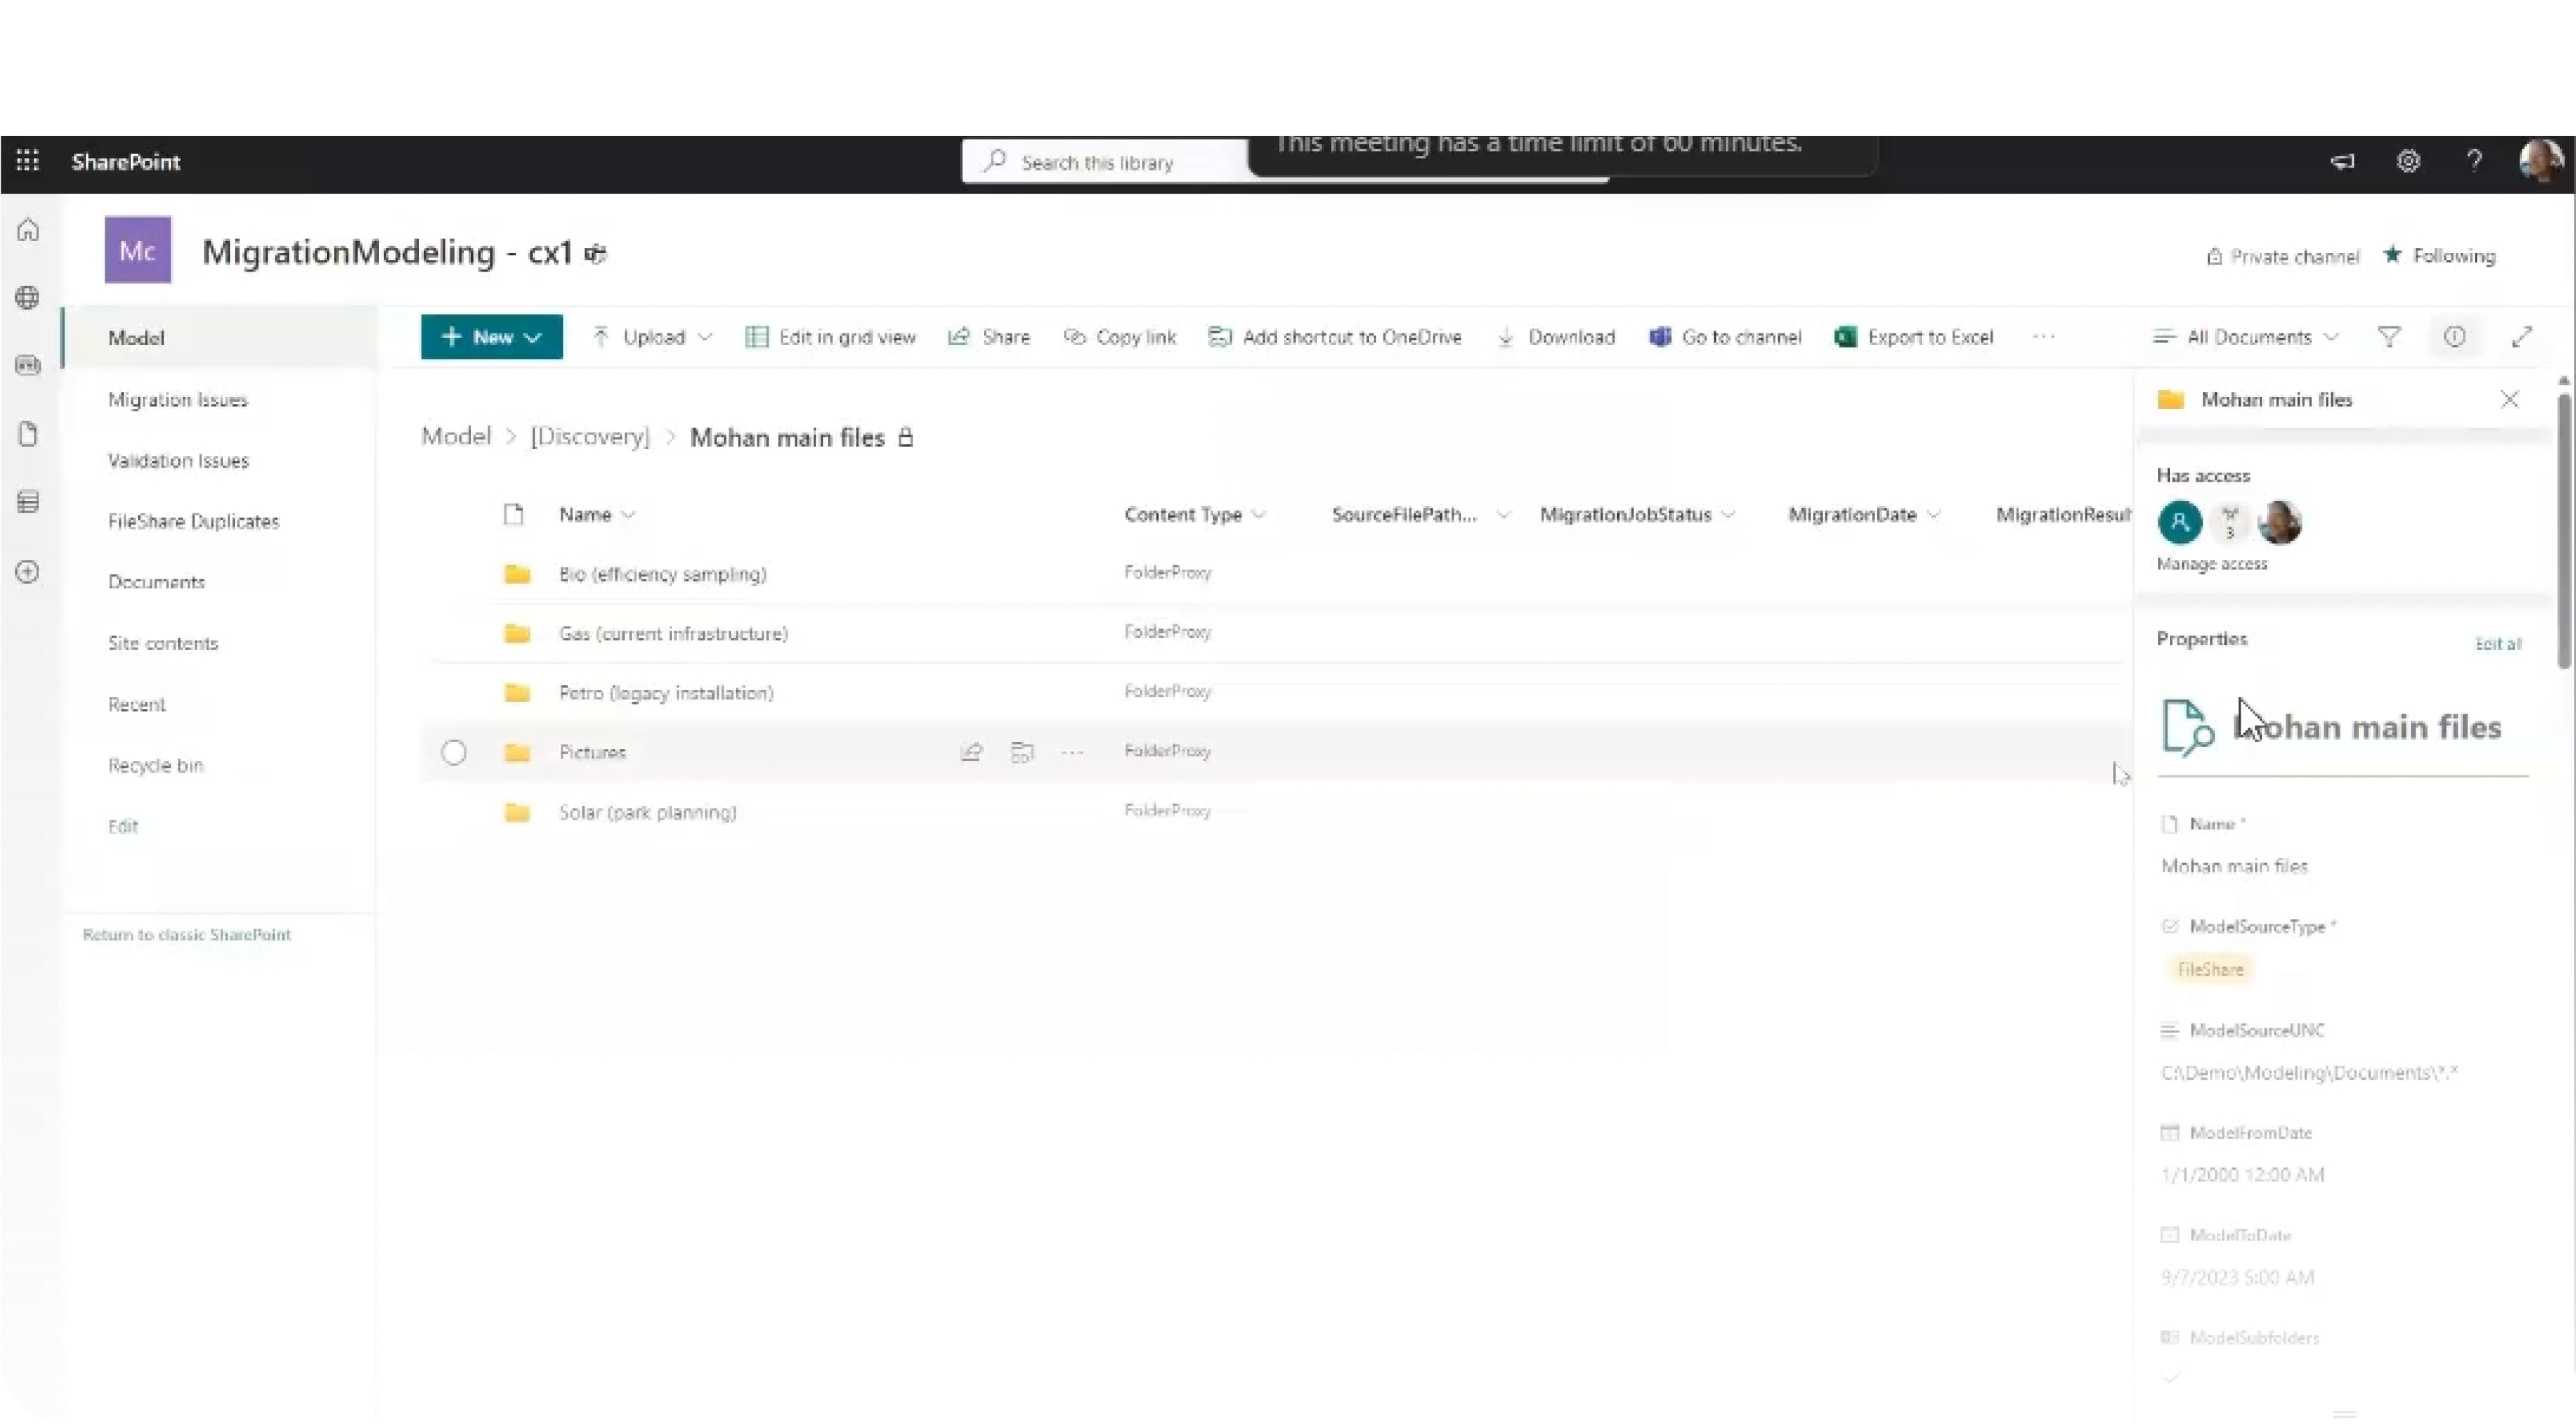 SharePoint
Search this library
This meeting has a time limit of 60 minutes.
?
Mc
MigrationModeling - cx1
Private channel
Following
Model
Migration Issues
Validation Issues
FileShare Duplicates
Documents
Site contents
Recent
Recycle bin
Edit
Return to classic SharePoint
+ New
Upload
Edit in grid view
Share
Copy link
Add shortcut to OneDrive
Download
Go to channel
Export to Excel
...
All Documents
Model > [Discovery] > Mohan main files
Name Content Type SourceFilePath... MigrationJobStatus MigrationDate MigrationResul
Bio (efficiency sampling) FolderProxy
Gas (current infrastructure) FolderProxy
Petro (legacy installation) FolderProxy
Pictures ... FolderProxy
Solar (park planning) FolderProxy
Mohan main files
Has access
3
Manage access
Properties
Edit all
Mohan main files
Name *
Mohan main files
ModelSourceType *
FileShare
ModelSourceUNC
C:\Demo\Modeling\Documents\*.*
ModelFromDate
1/1/2000 12:00 AM
ModelToDate
9/7/2023 5:00 AM
ModelSubfolders